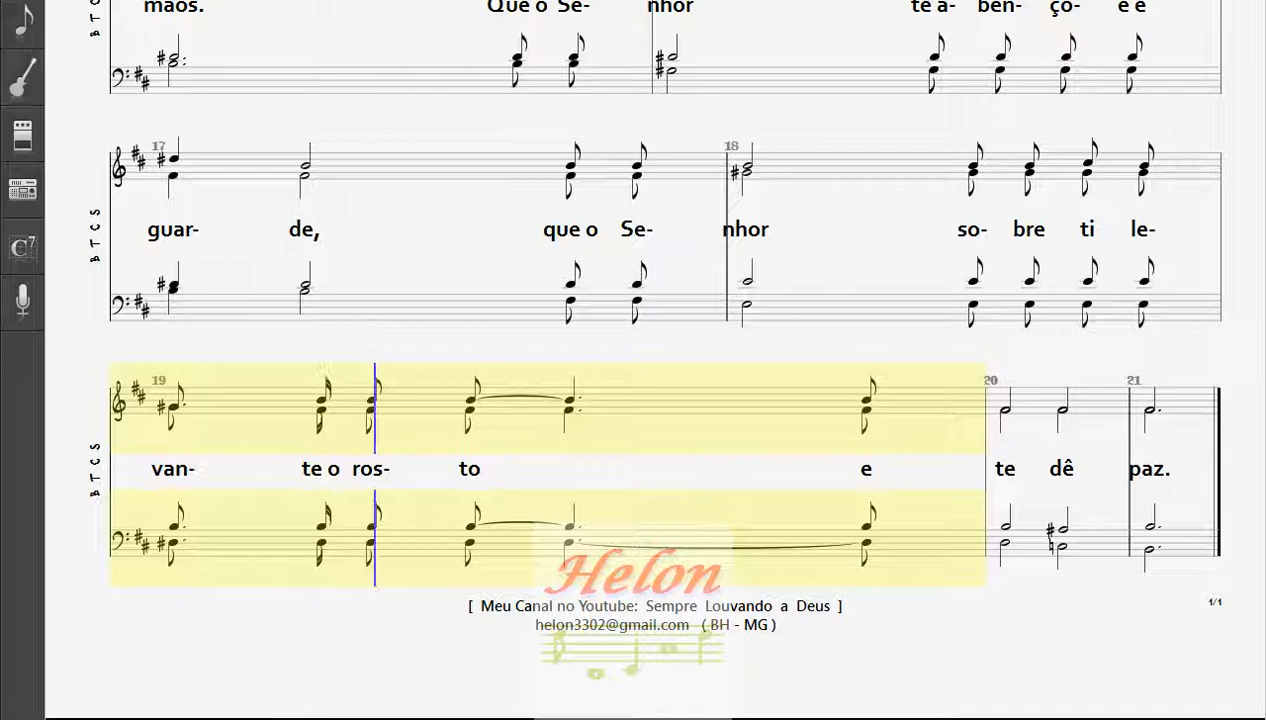 mãos. Que o Se- nhor te a- ben- ço- e e
B T C S
C7
17 18
guar- de, que o Se- nhor so- bre ti le-
B T C S
19 20 21
van- te o ros- to e te dê paz.
B T C S
Helon
[ Meu Canal no Youtube: Sempre Louvando a Deus ]
1/1
helon3302@gmail.com ( BH - MG )